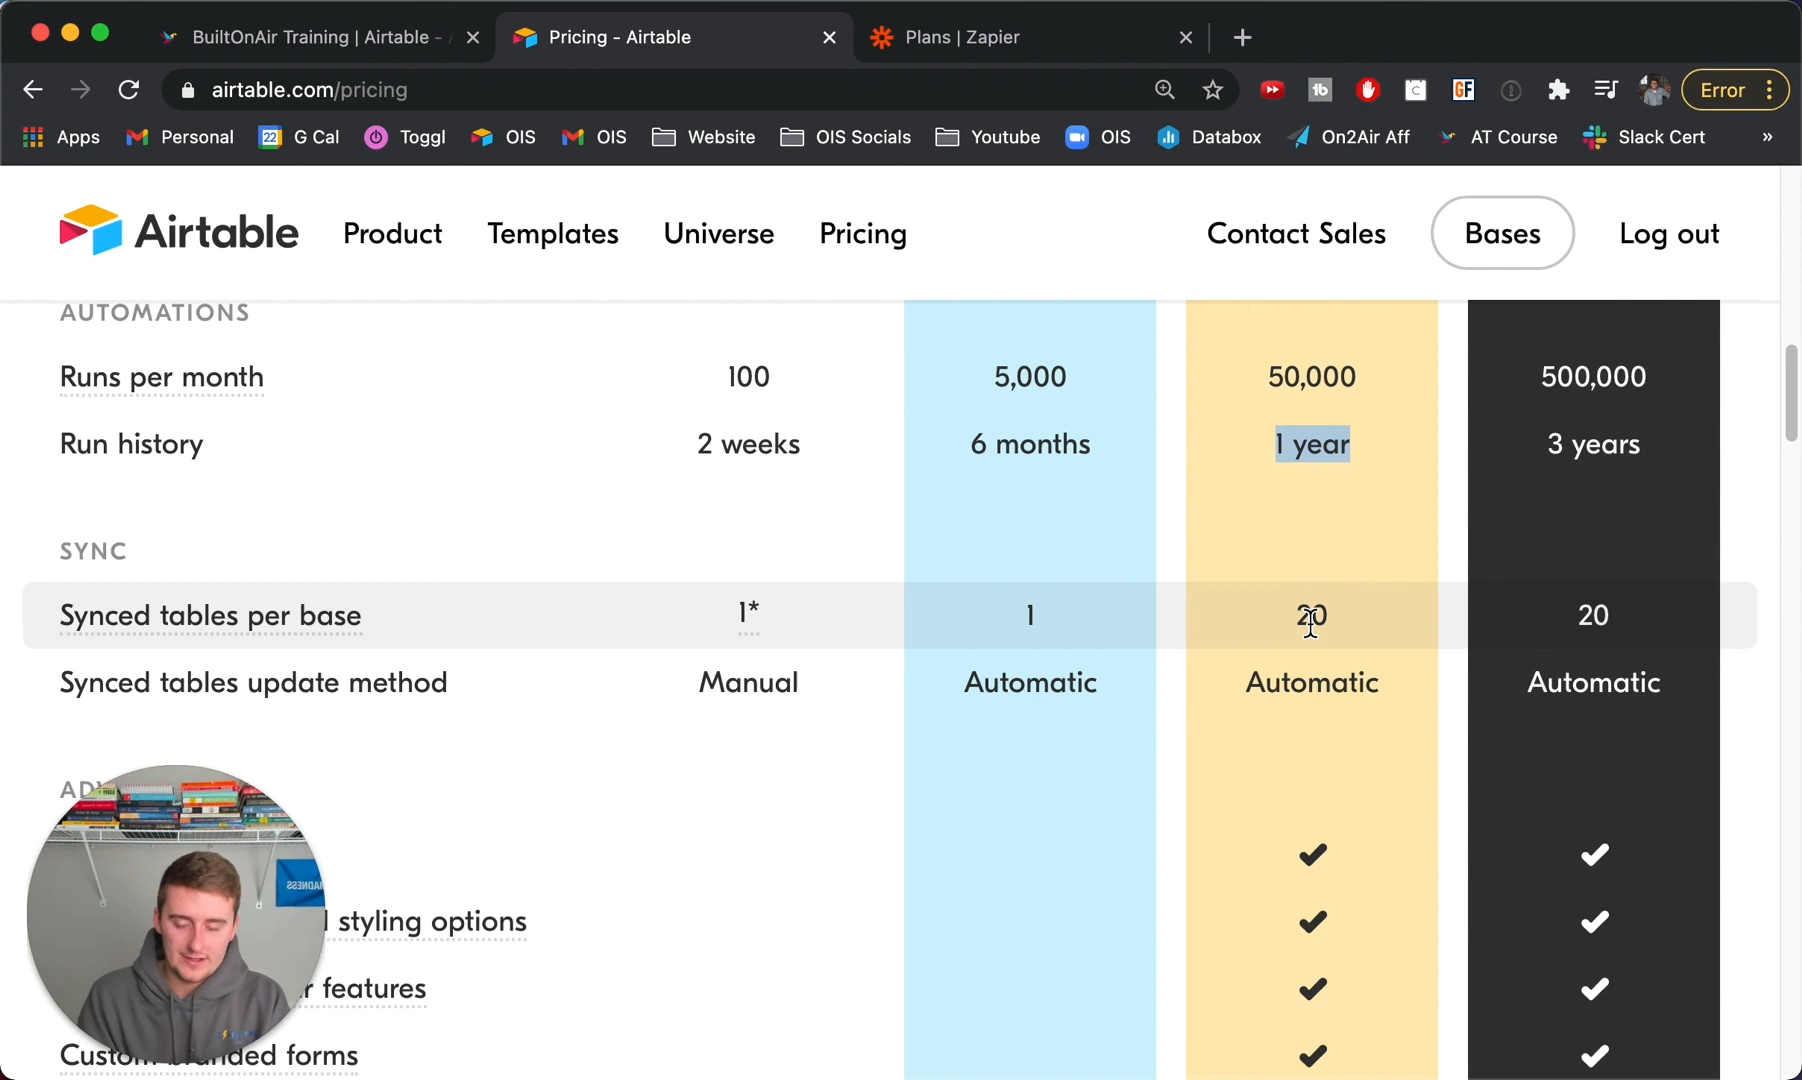 BuiltOnAir Training | Airtable -
Pricing - Airtable
Plans | Zapier
airtable.com/pricing
Error
Apps
Personal
22
G Cal
Toggl
OIS
OIS
Website
OIS Socials
Youtube
OIS
Databox
On2Air Aff
AT Course
Slack Cert
»
Airtable
Product
Templates
Universe
Pricing
Contact Sales
Bases
Log out
AUTOMATIONS
Runs per month 100 5,000 50,000 500,000
Run history 2 weeks 6 months 1 year 3 years
SYNC
Synced tables per base 1* 1 20 20
Synced tables update method Manual Automatic Automatic Automatic
styling options
features
forms